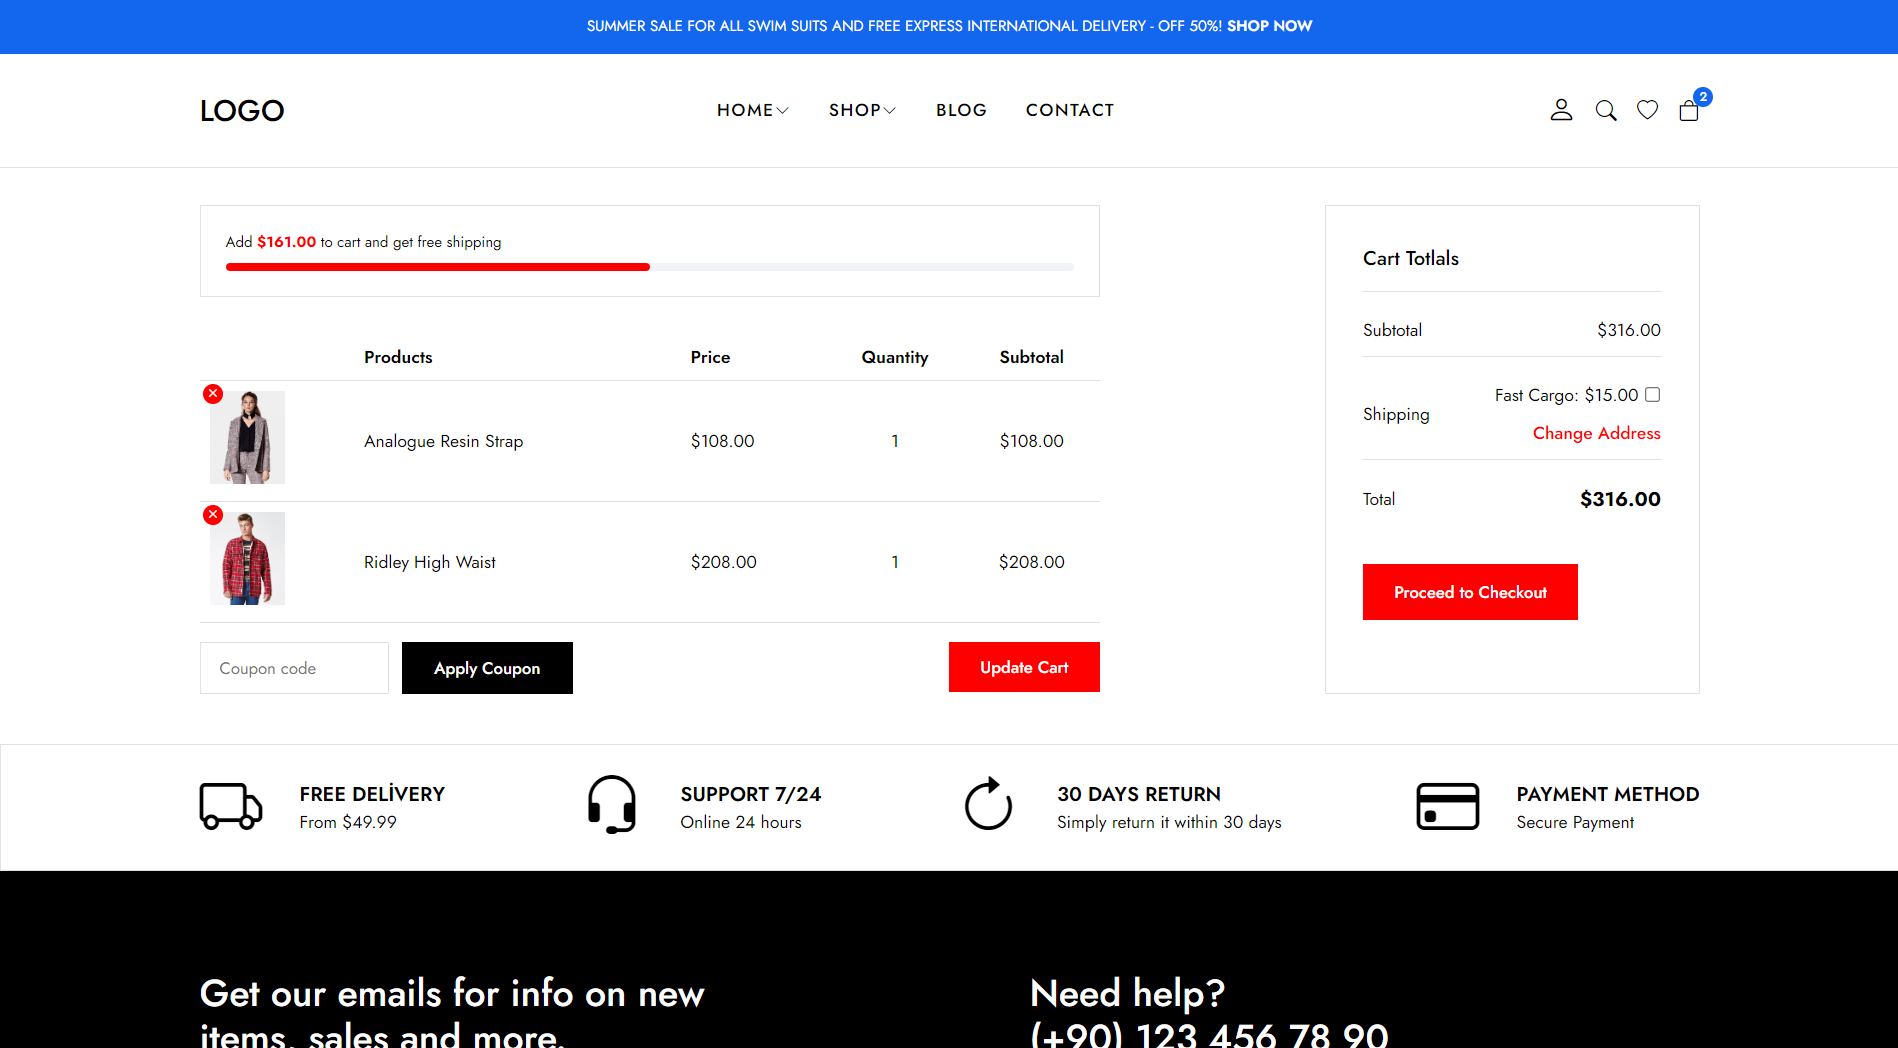 SUMMER SALE FOR ALL SWIM SUITS AND FREE EXPRESS INTERNATIONAL DELIVERY - OFF 50%! SHOP NOW
LOGO
HOME SHOP BLOG CONTACT
2
Add $161.00 to cart and get free shipping
Products Price Quantity Subtotal
Analogue Resin Strap $108.00 1 $108.00
Ridley High Waist $208.00 1 $208.00
Coupon code
Apply Coupon
Update Cart
Cart Totlals
Subtotal $316.00
Shipping
Fast Cargo: $15.00
Change Address
Total $316.00
Proceed to Checkout
FREE DELİVERY
From $49.99
SUPPORT 7/24
Online 24 hours
30 DAYS RETURN
Simply return it within 30 days
PAYMENT METHOD
Secure Payment
Get our emails for info on new
items, sales and more.
Need help?
(+90) 123 456 78 90